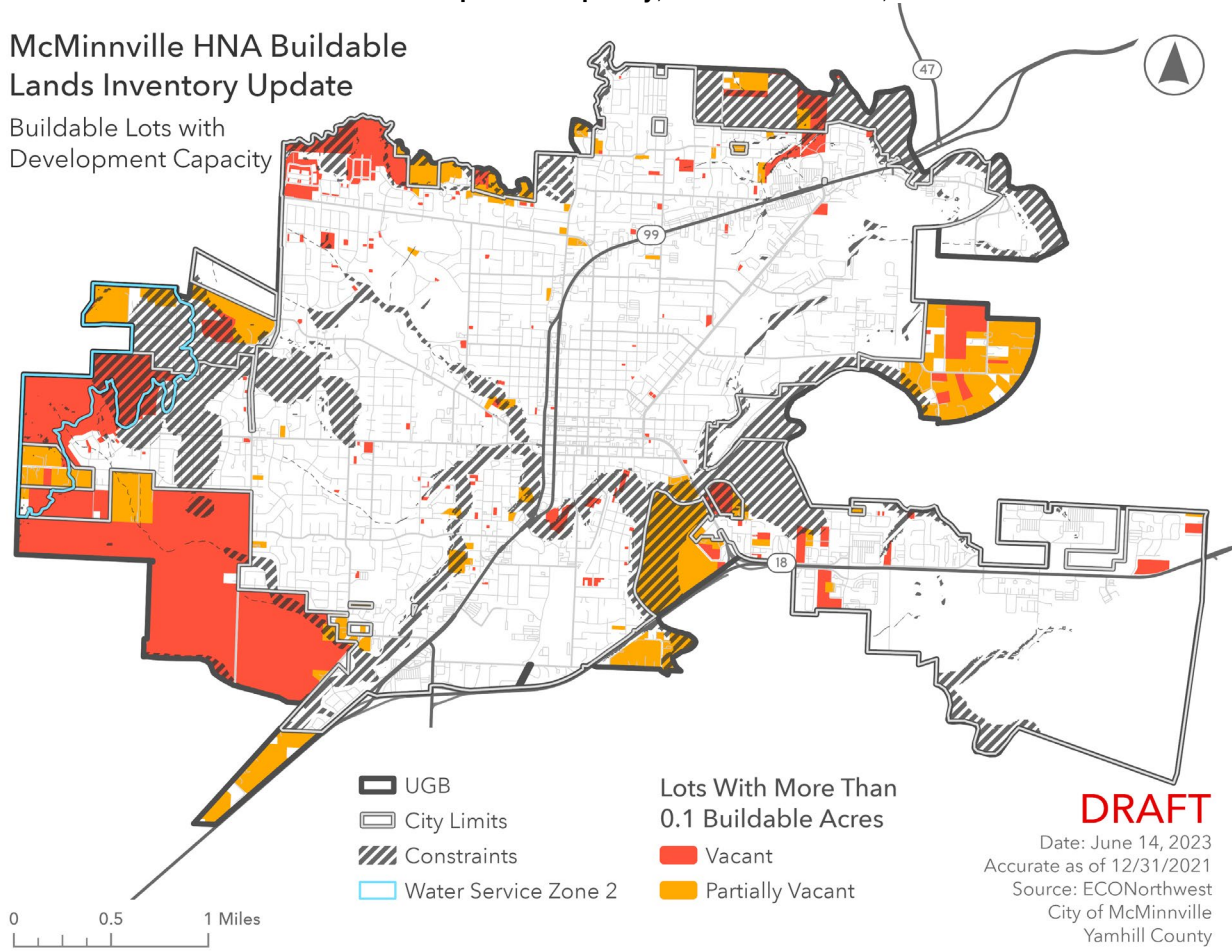 McMinnville HNA Buildable
Lands Inventory Update
Buildable Lots with
Development Capacity
47
99
18
UGB
City Limits
Constraints
Water Service Zone 2
Lots With More Than
0.1 Buildable Acres
Vacant
Partially Vacant
DRAFT
Date: June 14, 2023
Accurate as of 12/31/2021
Source: ECONorthwest
City of McMinnville
Yamhill County
0 0.5 1 Miles